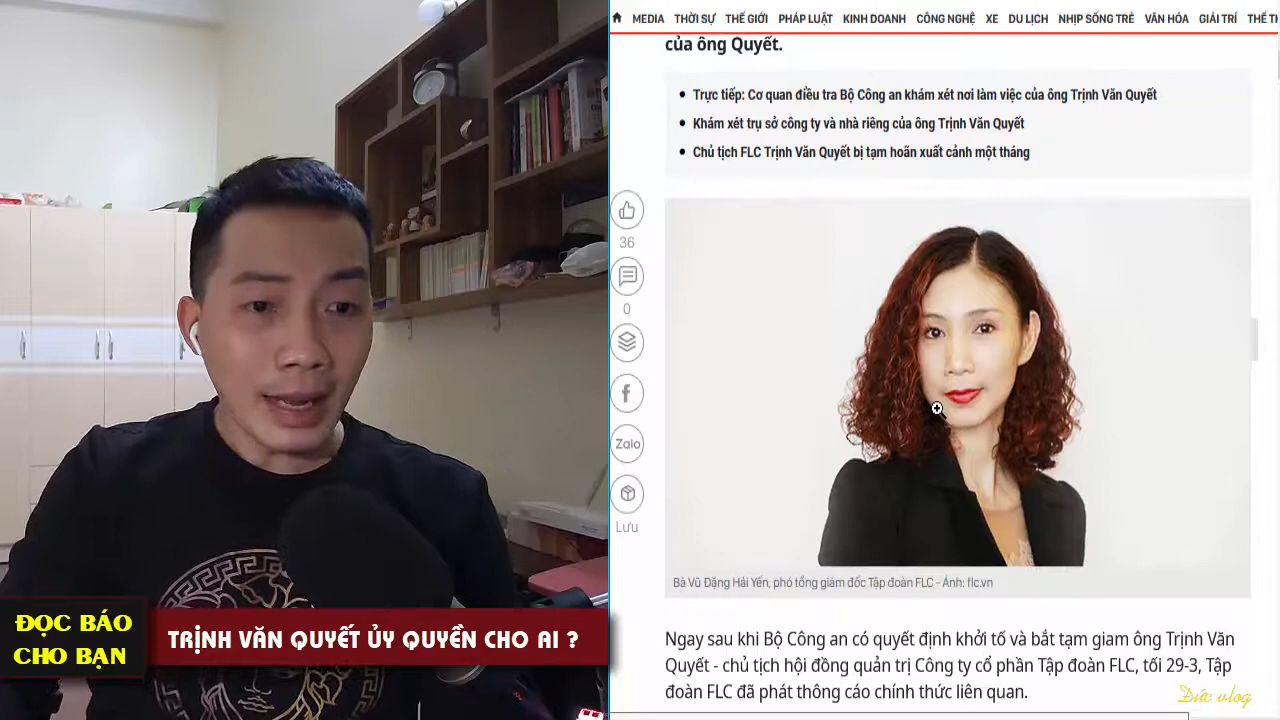 MEDIA THỜI SỰ THẾ GIỚI PHÁP LUẬT KINH DOANH CÔNG NGHỆ XE DU LỊCH NHỊP SỐNG TRẺ VĂN HÓA GIẢI TRÍ THỂ
của ông Quyết.
Trực tiếp: Cơ quan điều tra Bộ Công an khám xét nơi làm việc của ông Trịnh Văn Quyết
Khám xét trụ sở công ty và nhà riêng của ông Trịnh Văn Quyết
Chủ tịch FLC Trịnh Văn Quyết bị tạm hoãn xuất cảnh một tháng
36
0
f
Zalo
Lưu
Bà Vũ Đặng Hải Yến, phó tổng giám đốc Tập đoàn FLC - Ảnh: flc.vn
Ngay sau khi Bộ Công an có quyết định khởi tố và bắt tạm giam ông Trịnh Văn
Quyết - chủ tịch hội đồng quản trị Công ty cổ phần Tập đoàn FLC, tối 29-3, Tập
đoàn FLC đã phát thông cáo chính thức liên quan.
ĐỌC BÁO
CHO BẠN
TRỊNH VĂN QUYẾT ỦY QUYỀN CHO AI ?
Đức vlog